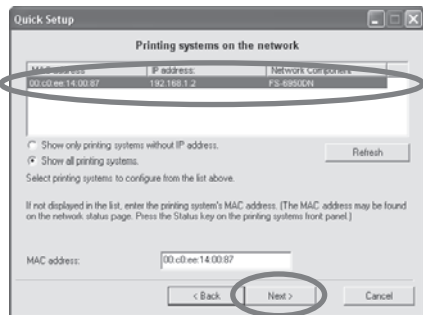 Quick Setup
Printing systems on the network
MAC address IP address: Network Component
00:c0:ee:14:00:87 192.168.1.2 FS-6950DN
Show only printing systems without IP address.
Show all printing systems.
Refresh
Select printing systems to configure from the list above.
If not displayed in the list, enter the printing system's MAC address. (The MAC address may be found
on the network status page. Press the Status key on the printing systems front panel.)
MAC address: 00:c0:ee:14:00:87
< Back Next > Cancel